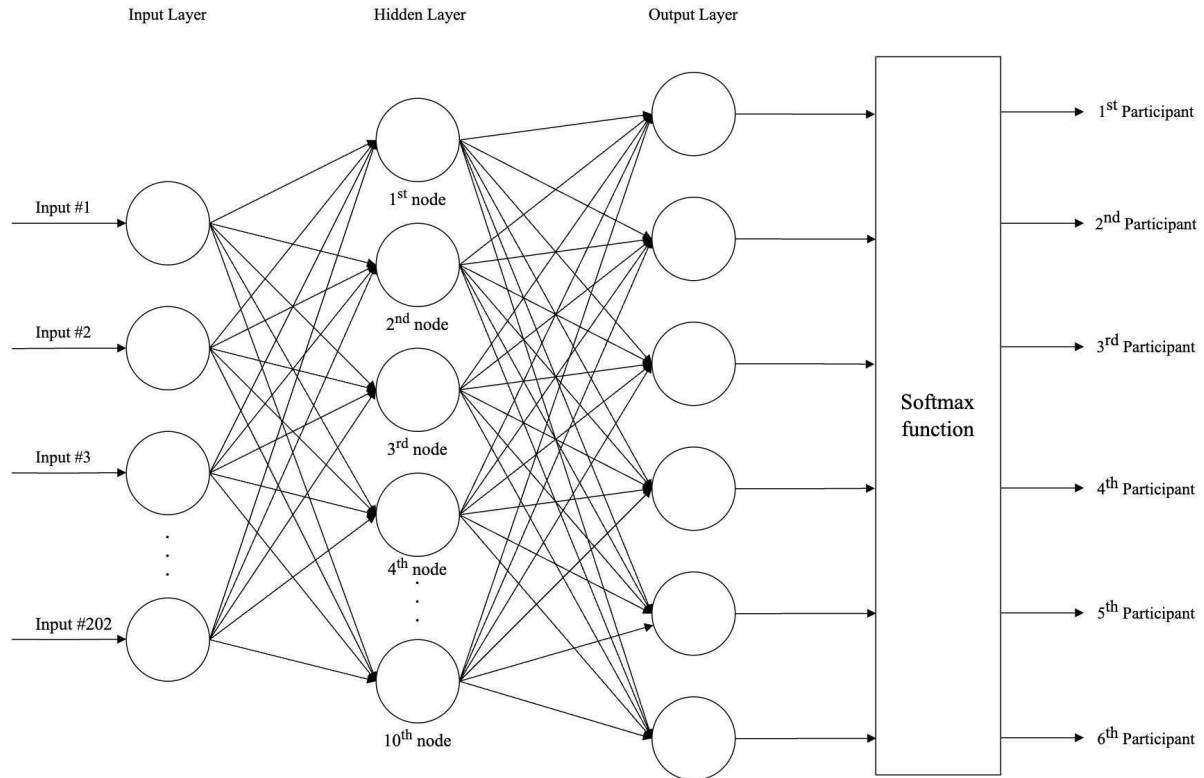 Input Layer
Hidden Layer
Output Layer
Input #1
Input #2
Input #3
Input #202
1st node
2nd node
3rd node
4th node
10th node
Softmax
function
1st Participant
2nd Participant
3rd Participant
4th Participant
5th Participant
6th Participant